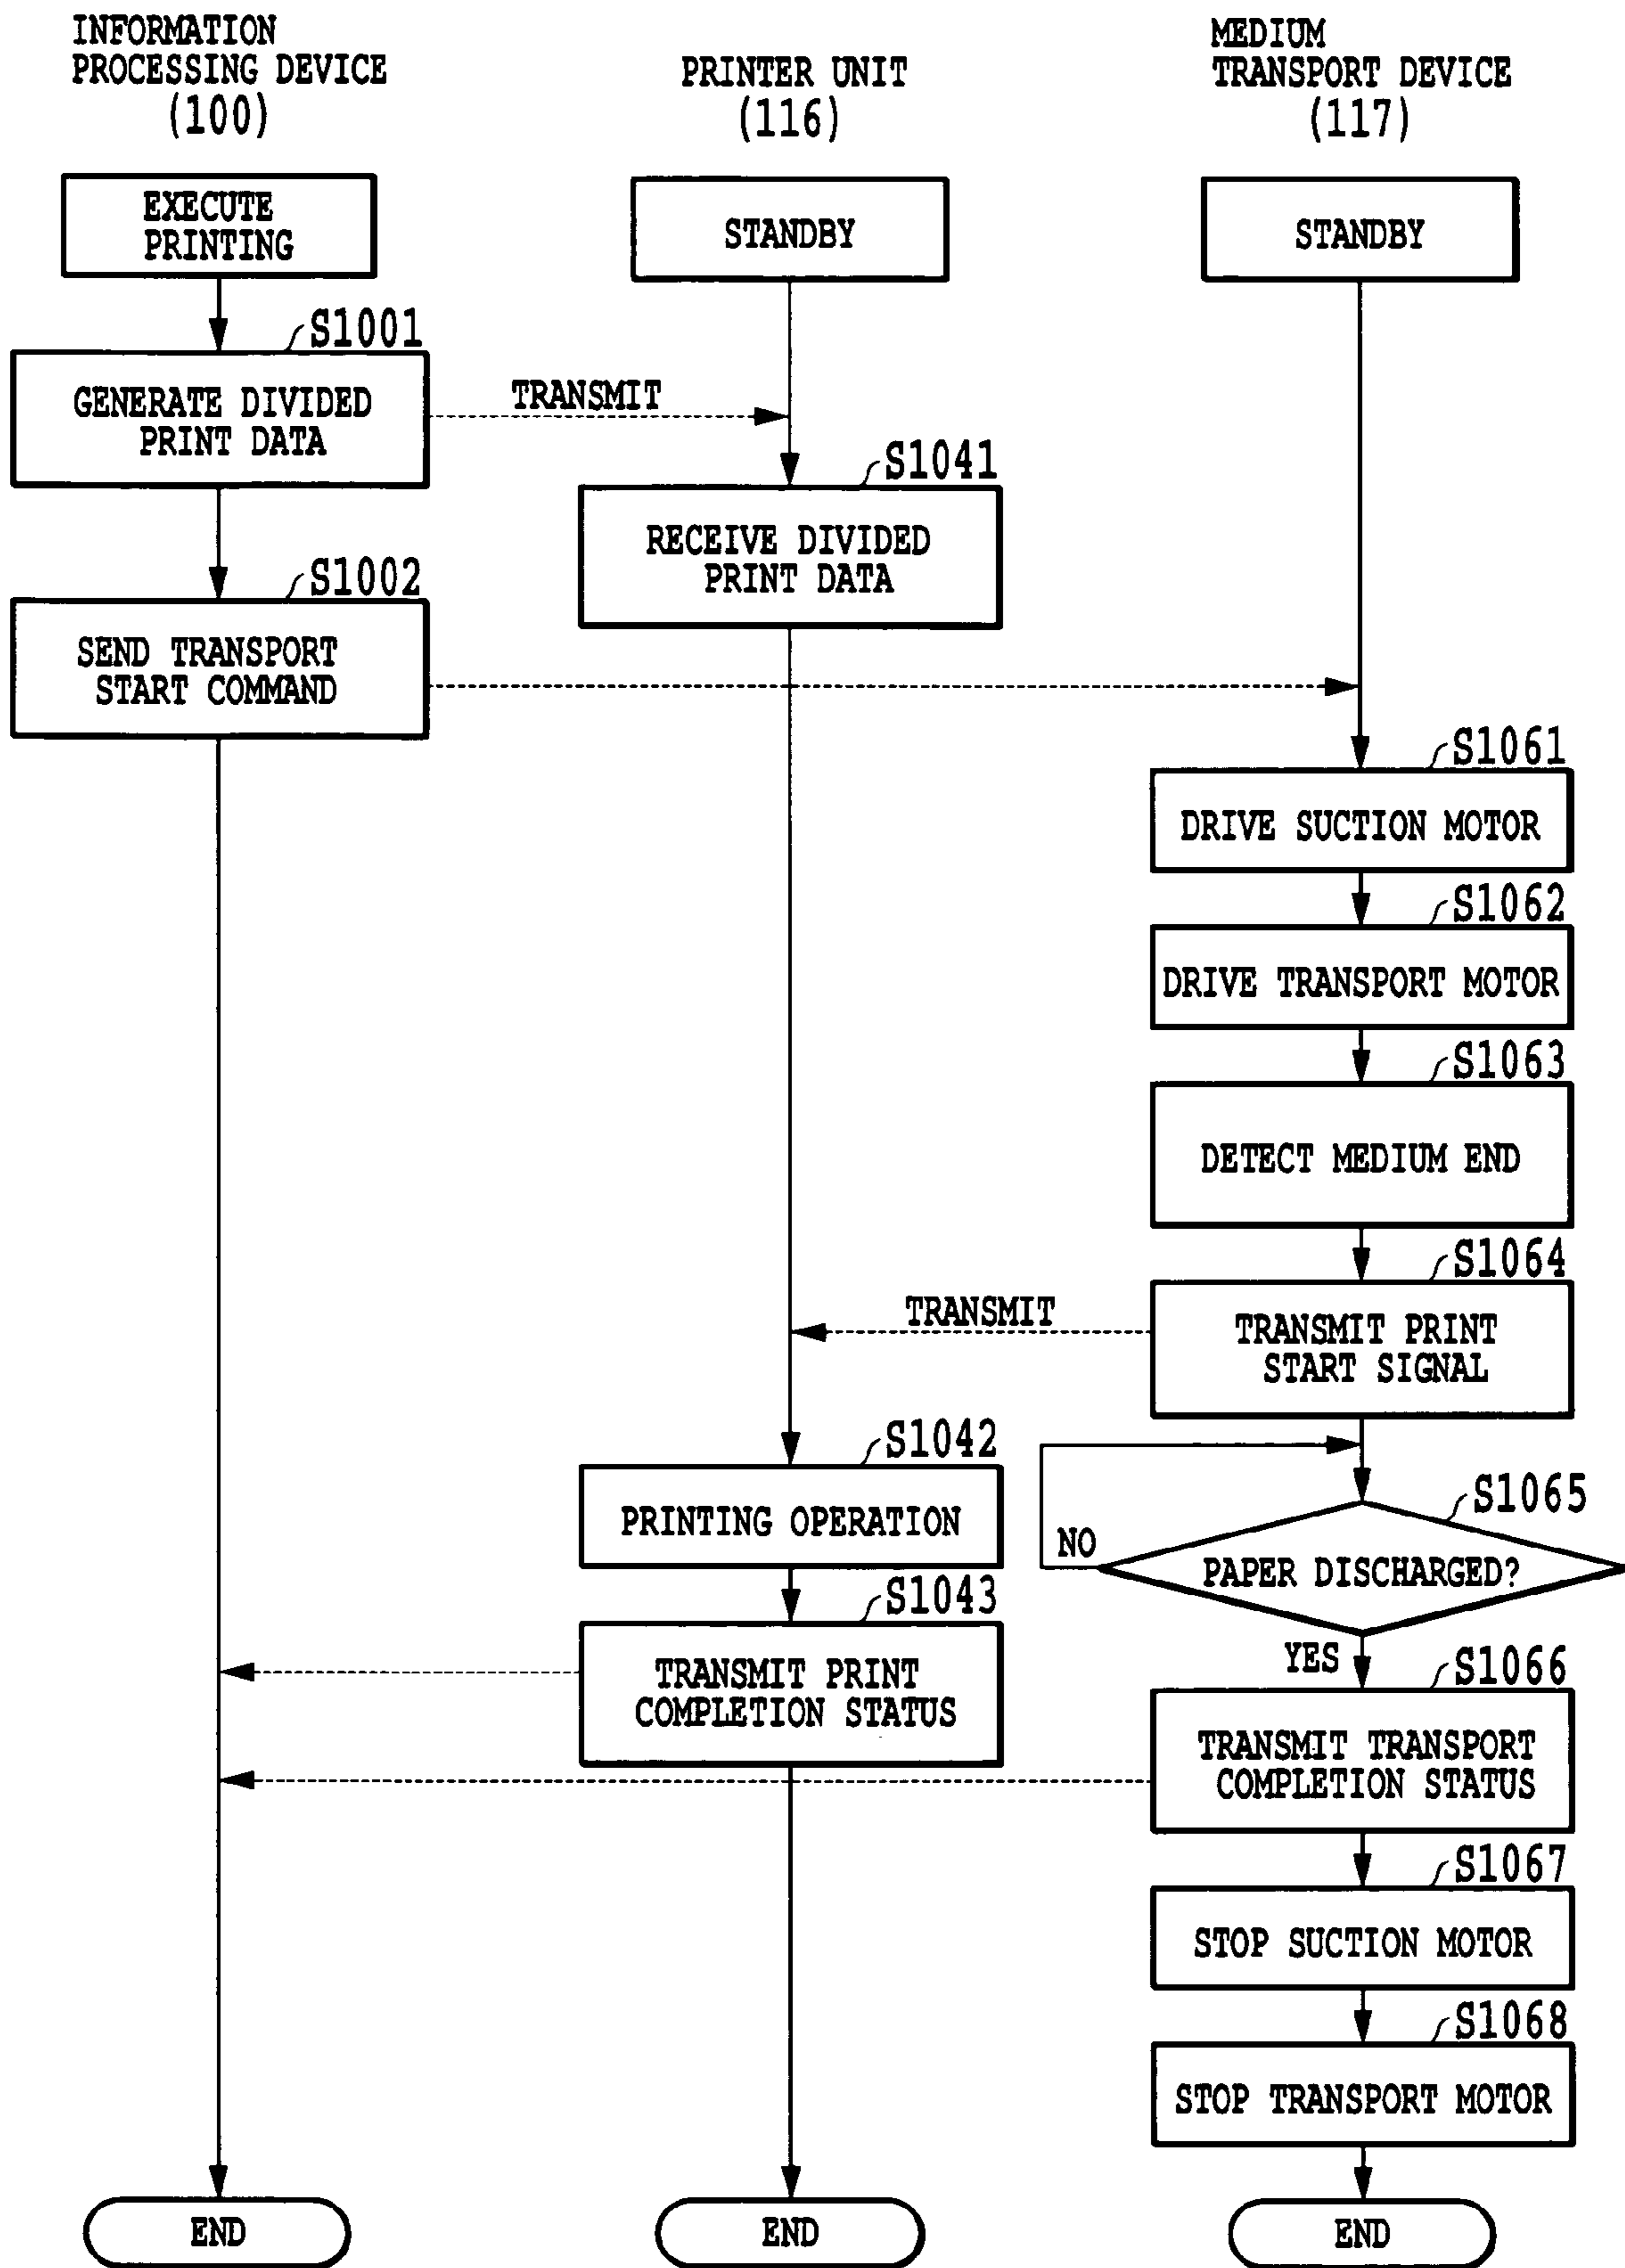 INFORMATION
PROCESSING DEVICE
(100)
PRINTER UNIT
(116)
MEDIUM
TRANSPORT DEVICE
(117)
EXECUTE
PRINTING
STANDBY
STANDBY
S1001
GENERATE DIVIDED
PRINT DATA
TRANSMIT
S1041
RECEIVE DIVIDED
PRINT DATA
S1002
SEND TRANSPORT
START COMMAND
S1061
DRIVE SUCTION MOTOR
S1062
DRIVE TRANSPORT MOTOR
S1063
DETECT MEDIUM END
S1064
TRANSMIT PRINT
START SIGNAL
TRANSMIT
S1042
PRINTING OPERATION
S1065
PAPER DISCHARGED?
NO
YES
S1043
TRANSMIT PRINT
COMPLETION STATUS
S1066
TRANSMIT TRANSPORT
COMPLETION STATUS
S1067
STOP SUCTION MOTOR
S1068
STOP TRANSPORT MOTOR
END
END
END